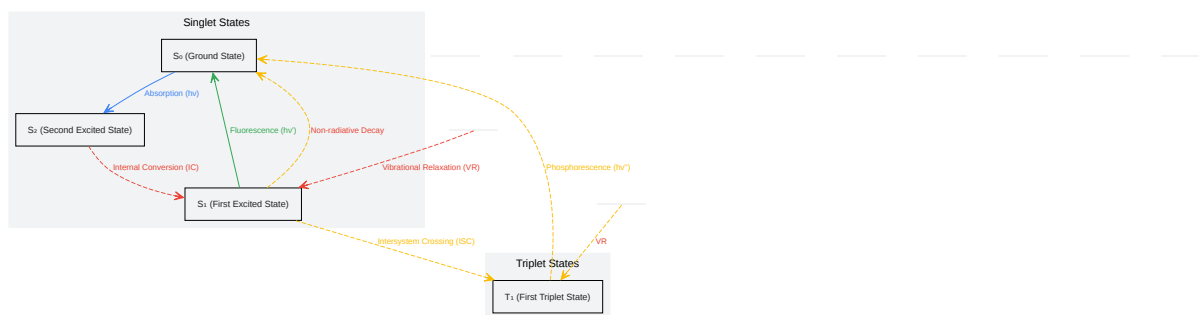 Singlet States
S₀ (Ground State)
Absorption (hν)
S₂ (Second Excited State)
Fluorescence (hν')
Non-radiative Decay
Internal Conversion (IC)
Vibrational Relaxation (VR)
Phosphorescence (hν'')
S₁ (First Excited State)
Intersystem Crossing (ISC)
VR
Triplet States
T₁ (First Triplet State)